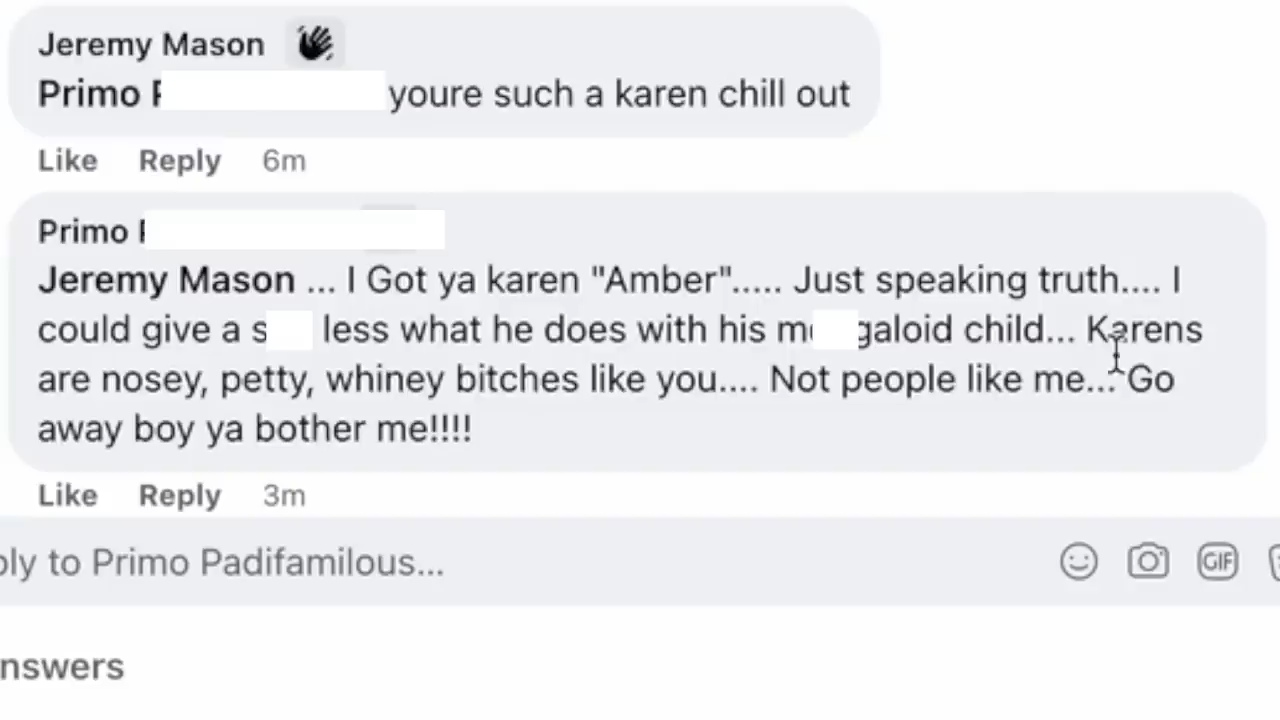 Jeremy Mason
Primo youre such a karen chill out
Like Reply 6m
Primo
Jeremy Mason ... I Got ya karen "Amber"..... Just speaking truth.... I
could give a s less what he does with his m galoid child... Karens
are nosey, petty, whiney bitches like you.... Not people like me... Go
away boy ya bother me!!!!
Like Reply 3m
ply to Primo Padifamilous...
GIF
nswers